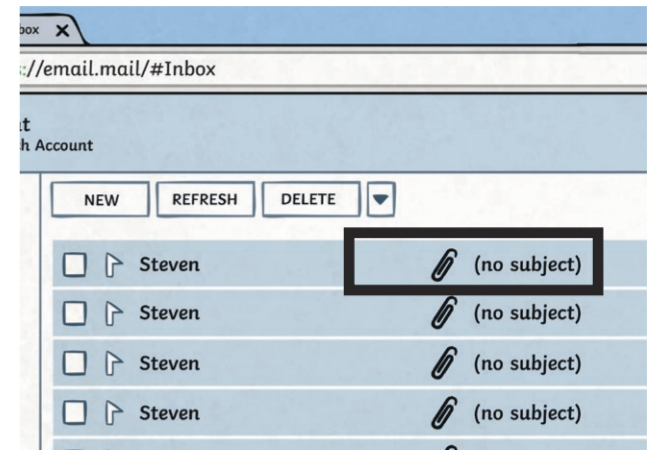 box
://email.mail/#Inbox
t
h Account
NEW REFRESH DELETE
Steven (no subject)
Steven (no subject)
Steven (no subject)
Steven (no subject)